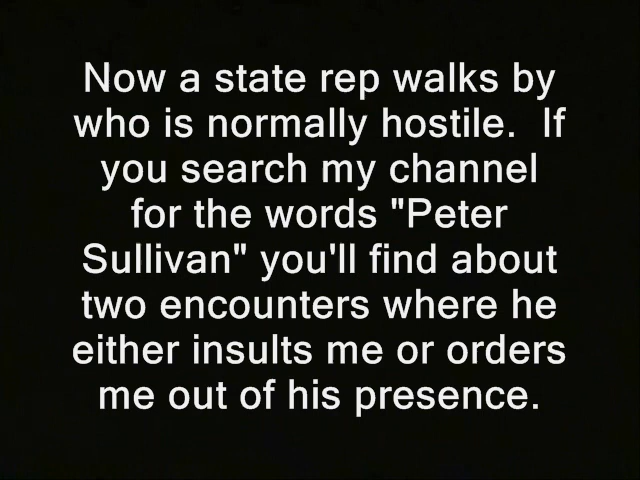 Now a state rep walks by
who is normally hostile.  If
you search my channel
for the words "Peter
Sullivan" you'll find about
two encounters where he
either insults me or orders
me out of his presence.